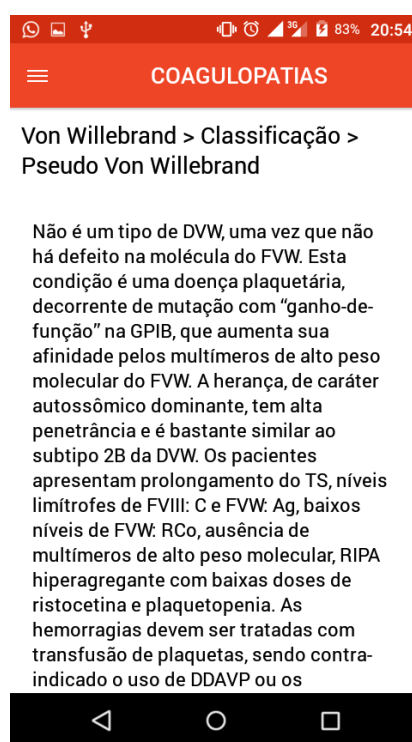 3G 83% 20:54
COAGULOPATIAS
Von Willebrand > Classificação >
Pseudo Von Willebrand
Não é um tipo de DVW, uma vez que não
há defeito na molécula do FVW. Esta
condição é uma doença plaquetária,
decorrente de mutação com “ganho-de-
função” na GPIB, que aumenta sua
afinidade pelos multímeros de alto peso
molecular do FVW. A herança, de caráter
autossômico dominante, tem alta
penetrância e é bastante similar ao
subtipo 2B da DVW. Os pacientes
apresentam prolongamento do TS, níveis
limítrofes de FVIII: C e FVW: Ag, baixos
níveis de FVW: RCo, ausência de
multímeros de alto peso molecular, RIPA
hiperagregante com baixas doses de
ristocetina e plaquetopenia. As
hemorragias devem ser tratadas com
transfusão de plaquetas, sendo contra-
indicado o uso de DDAVP ou os